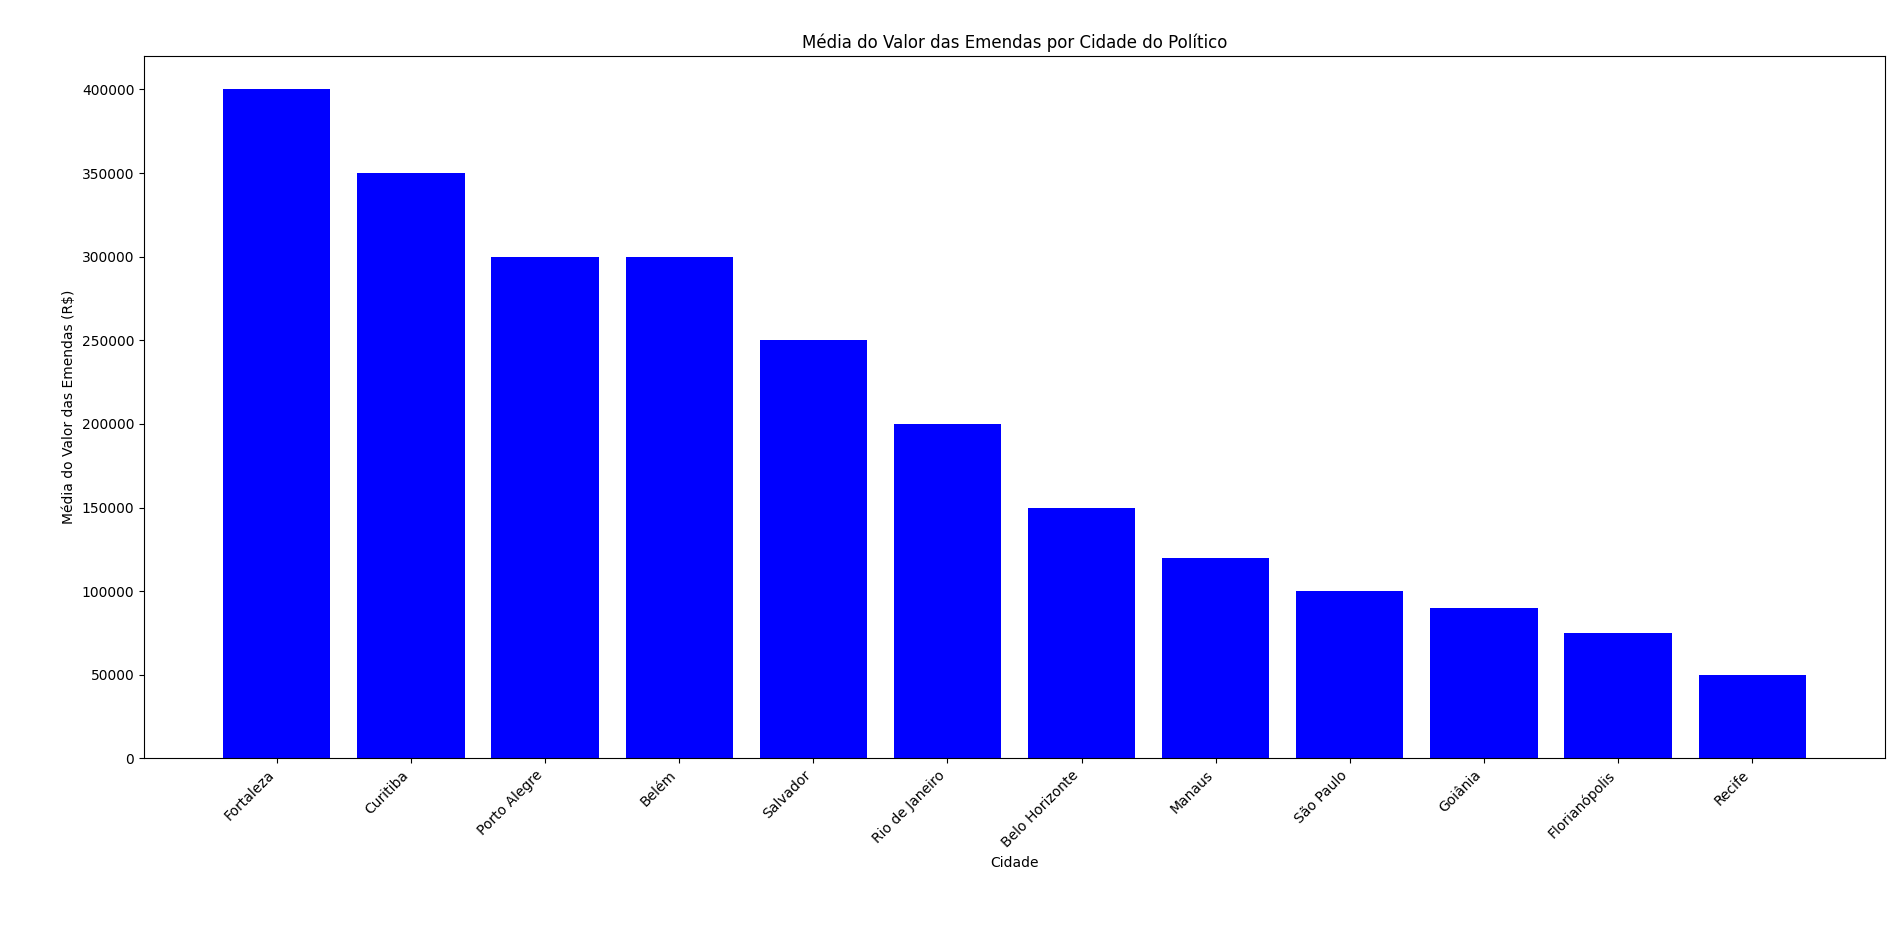 Média do Valor das Emendas por Cidade do Político
Média do Valor das Emendas (R$)
400000
350000
300000
250000
200000
150000
100000
50000
0
Fortaleza
Curitiba
Porto Alegre
Belém
Salvador
Rio de Janeiro
Belo Horizonte
Manaus
São Paulo
Goiânia
Florianópolis
Recife
Cidade